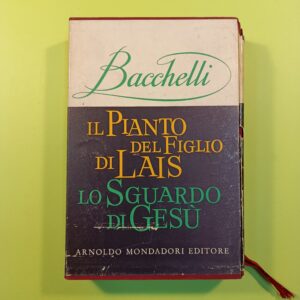 Bacchelli
IL PIANTO
DEL FIGLIO
DI LAIS
LO SGUARDO
DI GESÙ
ARNOLDO MONDADORI EDITORE